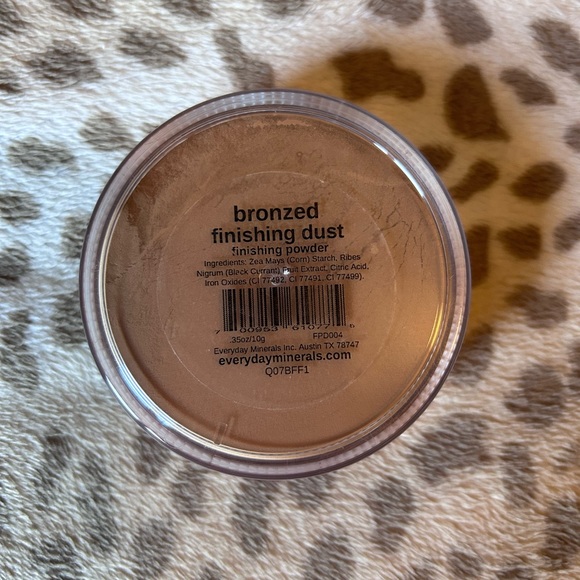 bronzed
finishing dust
finishing powder
Ingredients: Zea Mays (Corn) Starch, Ribes
Nigrum (Black Currant) Fruit Extract, Citric Acid,
Iron Oxides (CI 77492, CI 77491, CI 77499).
.35oz/10g FPD004
Everyday Minerals Inc. Austin TX 78747
everydayminerals.com
Q07BFF1